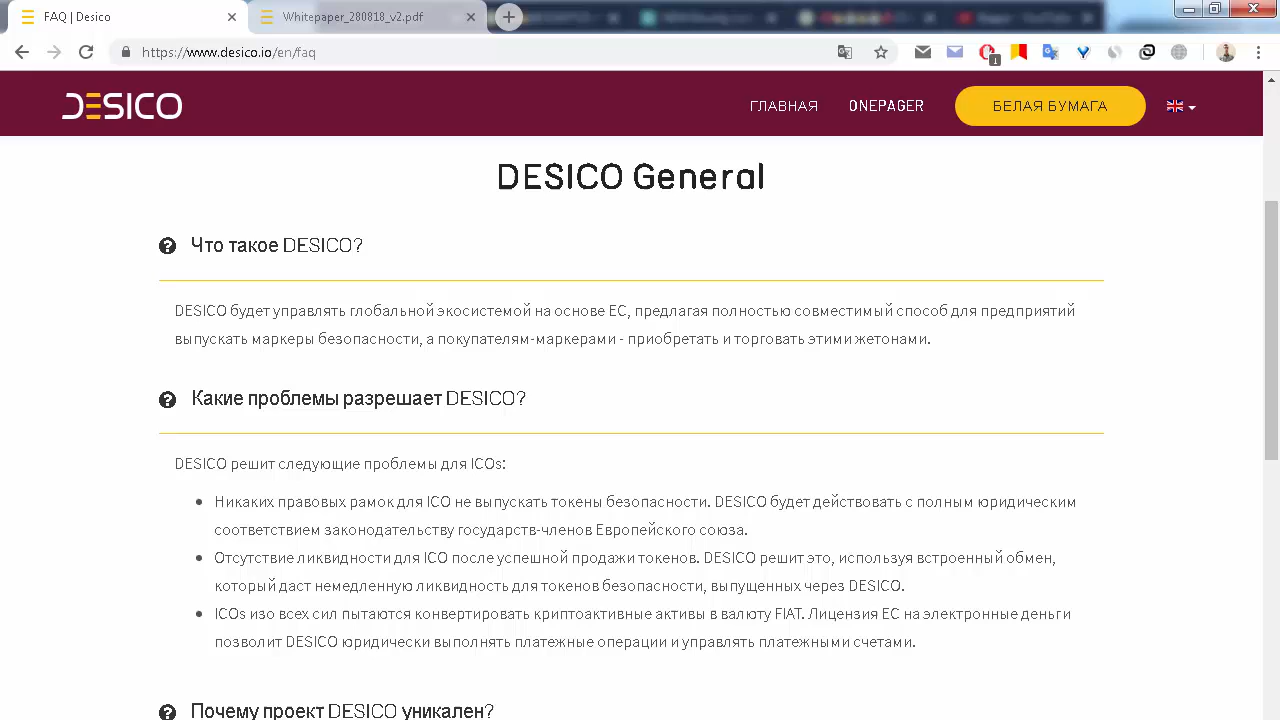 FAQ | Desico
Whitepaper_280818_v2.pdf
https://www.desico.io/en/faq
1
DESICO
ГЛАВНАЯ
ONEPAGER
БЕЛАЯ БУМАГА
DESICO General
Что такое DESICO?
DESICO будет управлять глобальной экосистемой на основе ЕС, предлагая полностью совместимый способ для предприятий
выпускать маркеры безопасности, а покупателям-маркерами - приобретать и торговать этими жетонами.
Какие проблемы разрешает DESICO?
DESICO решит следующие проблемы для ICOs:
Никаких правовых рамок для ICO не выпускать токены безопасности. DESICO будет действовать с полным юридическим
соответствием законодательству государств-членов Европейского союза.
Отсутствие ликвидности для ICO после успешной продажи токенов. DESICO решит это, используя встроенный обмен,
который даст немедленную ликвидность для токенов безопасности, выпущенных через DESICO.
ICOs изо всех сил пытаются конвертировать криптоактивные активы в валюту FIAT. Лицензия ЕС на электронные деньги
позволит DESICO юридически выполнять платежные операции и управлять платежными счетами.
Почему проект DESICO уникален?